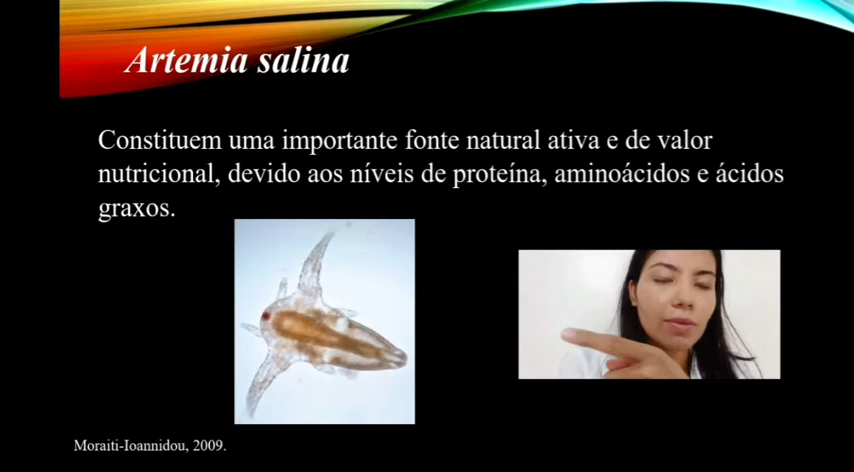 Artemia salina
Constituem uma importante fonte natural ativa e de valor
nutricional, devido aos níveis de proteína, aminoácidos e ácidos
graxos.
Moraiti-Ioannidou, 2009.